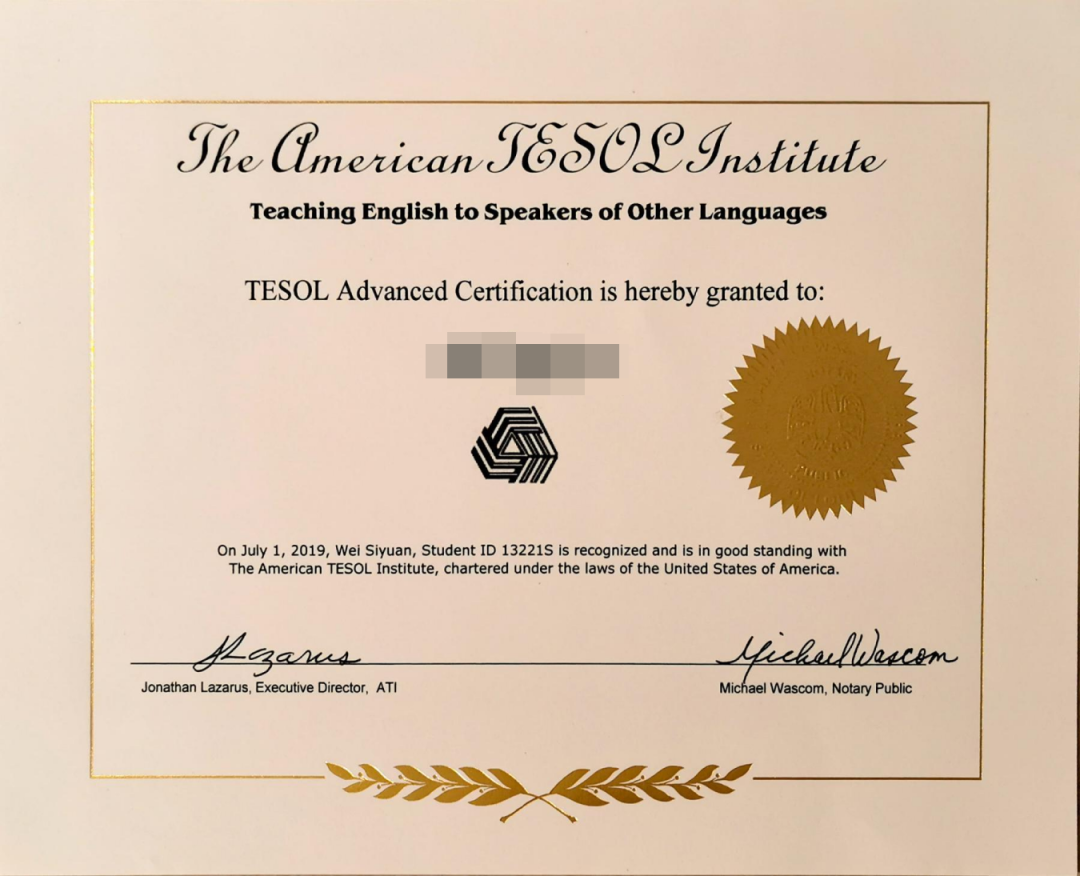 The American TESOL Institute
Teaching English to Speakers of Other Languages
TESOL Advanced Certification is hereby granted to:
On July 1, 2019, Wei Siyuan, Student ID 13221S is recognized and is in good standing with
The American TESOL Institute, chartered under the laws of the United States of America.
JLazarus
Michael Wascom
Jonathan Lazarus, Executive Director, ATI
Michael Wascom, Notary Public